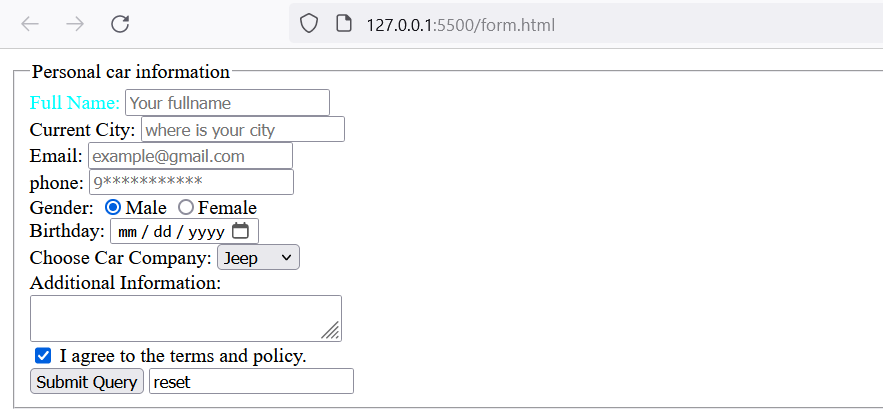 127.0.0.1:5500/form.html
Personal car information
Full Name: Your fullname
Current City: where is your city
Email: example@gmail.com
phone: 9***********
Gender: Male Female
Birthday: mm / dd / yyyy
Choose Car Company: Jeep
Additional Information:
I agree to the terms and policy.
Submit Query reset